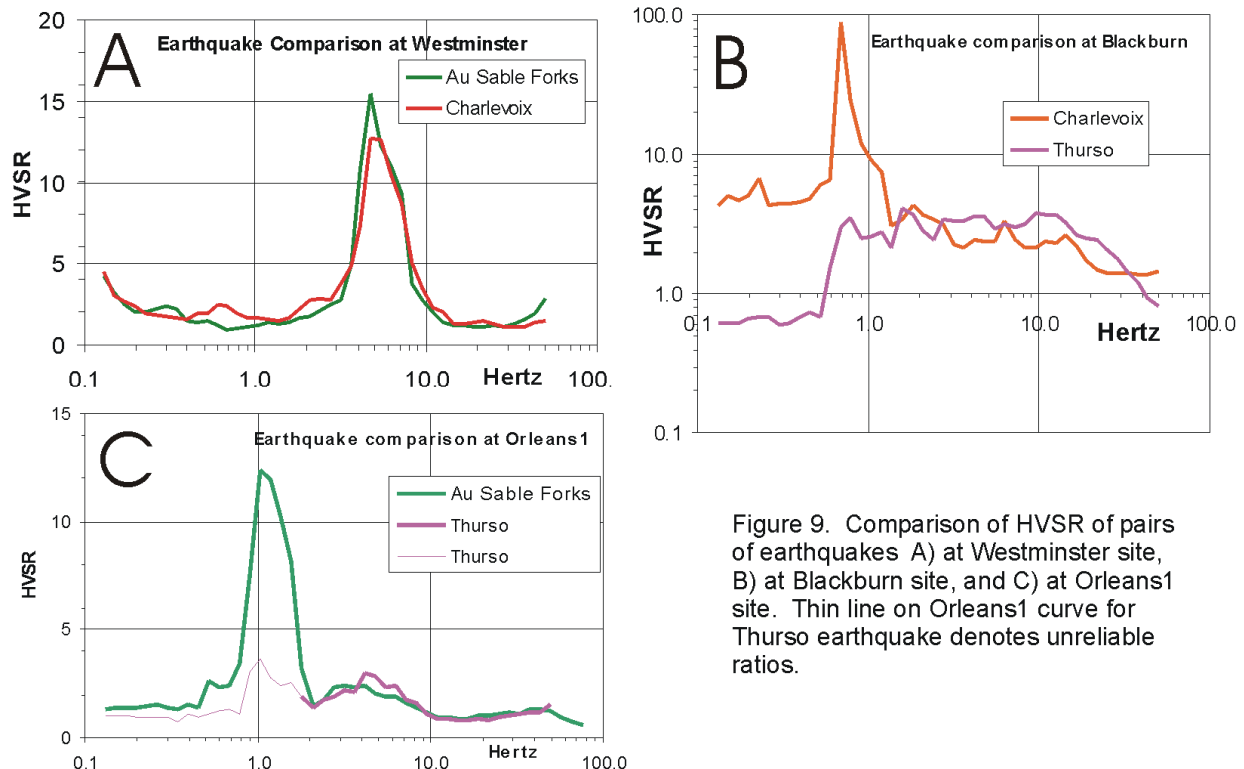 A
Earthquake Comparison at Westminster
Au Sable Forks
Charlevoix
HVSR
20
15
10
5
0
0.1
1.0
10.0
Hertz
100.
B
Earthquake comparison at Blackburn
Charlevoix
Thurso
HVSR
100.0
10.0
1.0
0.1
0.1
1.0
10.0
100.0
Hertz
C
Earthquake comparison at Orleans1
Au Sable Forks
Thurso
Thurso
HVSR
15
10
5
0
0.1
1.0
10.0
100.0
Hertz
Figure 9. Comparison of HVSR of pairs
of earthquakes A) at Westminster site,
B) at Blackburn site, and C) at Orleans1
site. Thin line on Orleans1 curve for
Thurso earthquake denotes unreliable
ratios.